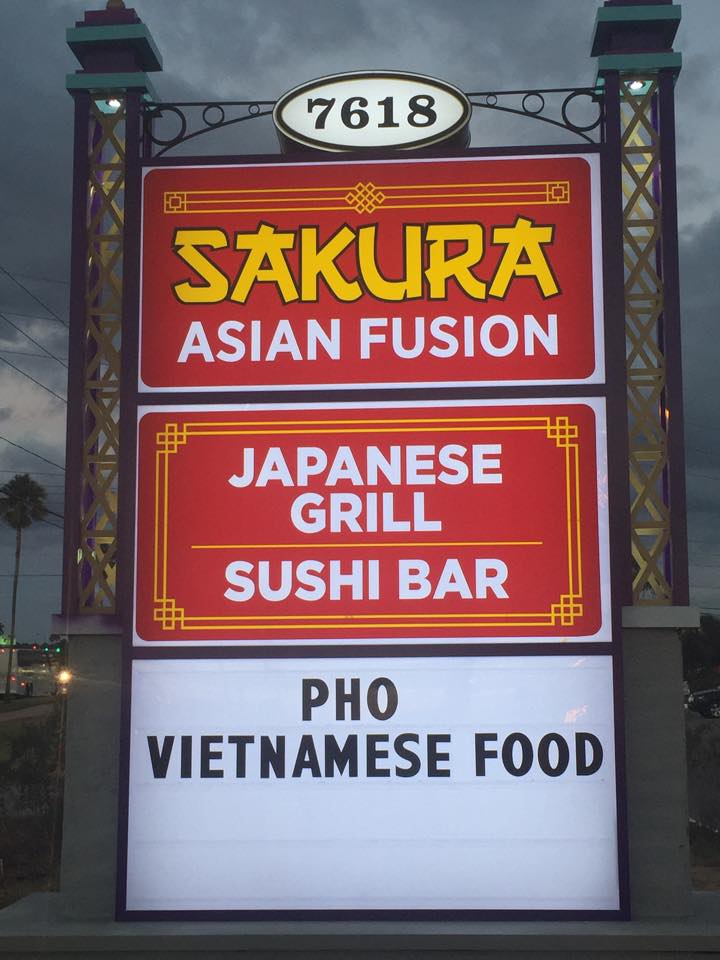 7618
SAKURA
ASIAN FUSION
JAPANESE
GRILL
SUSHI BAR
PHO
VIETNAMESE FOOD